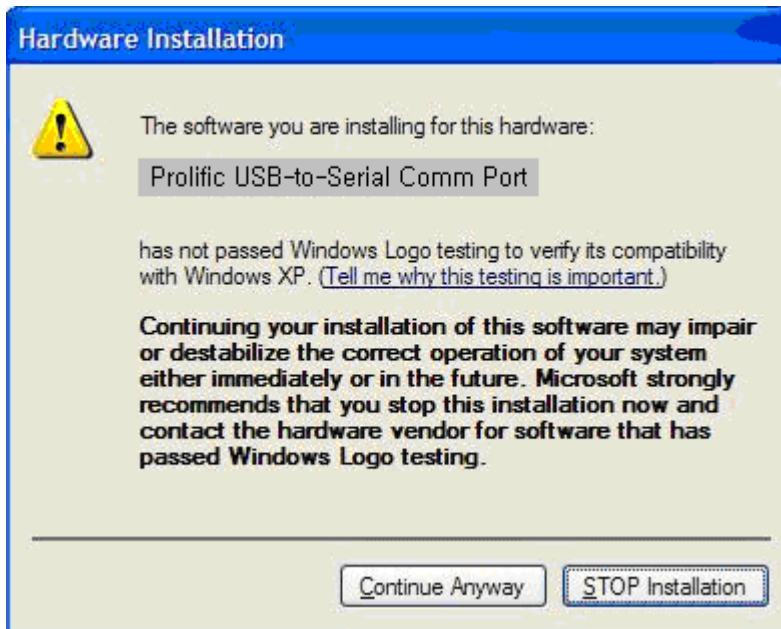 Hardware Installation
The software you are installing for this hardware:
Prolific USB-to-Serial Comm Port
has not passed Windows Logo testing to verify its compatibility
with Windows XP. (Tell me why this testing is important.)
Continuing your installation of this software may impair
or destabilize the correct operation of your system
either immediately or in the future. Microsoft strongly
recommends that you stop this installation now and
contact the hardware vendor for software that has
passed Windows Logo testing.
Continue Anyway
STOP Installation